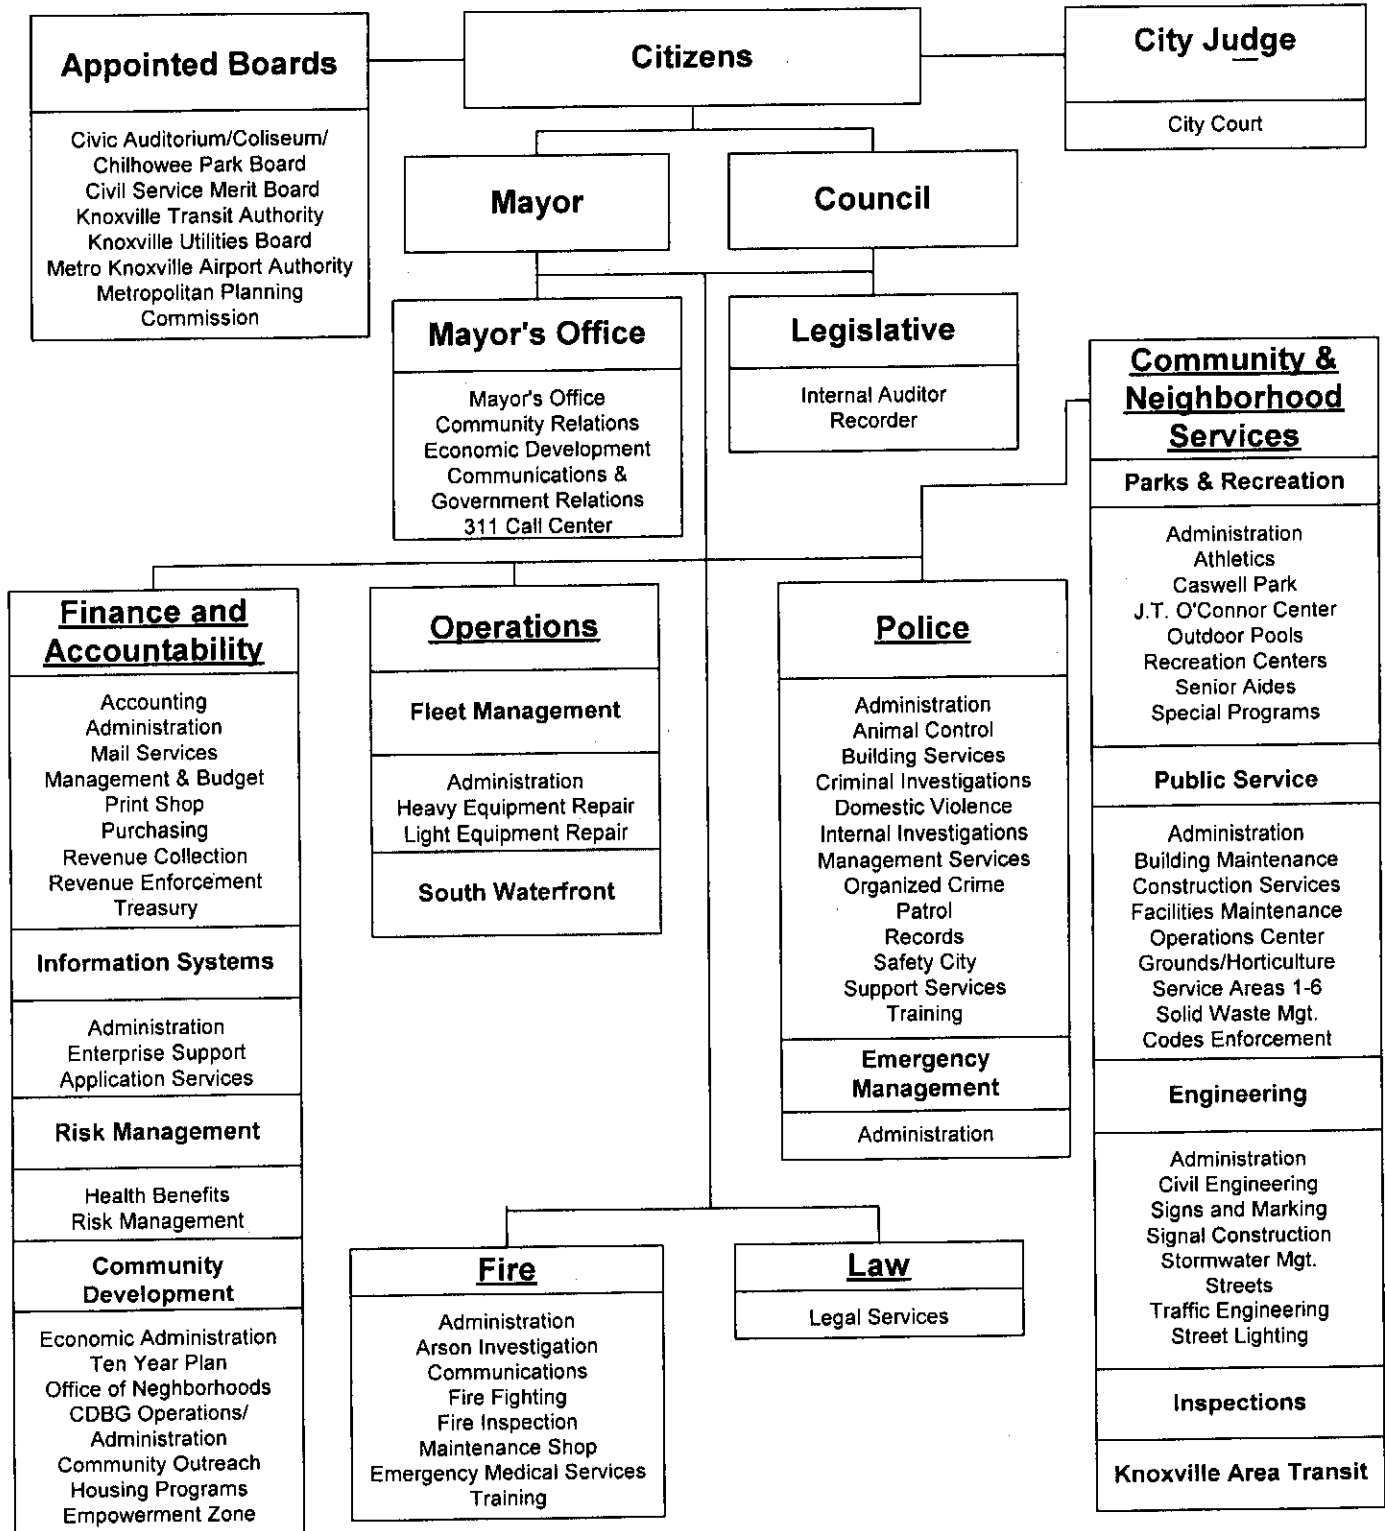 Appointed Boards
Civic Auditorium/Coliseum/
Chilhowee Park Board
Civil Service Merit Board
Knoxville Transit Authority
Knoxville Utilities Board
Metro Knoxville Airport Authority
Metropolitan Planning
Commission
Citizens
City Judge
City Court
Mayor
Council
Mayor's Office
Mayor's Office
Community Relations
Economic Development
Communications &
Government Relations
311 Call Center
Legislative
Internal Auditor
Recorder
Community &
Neighborhood
Services
Parks & Recreation
Administration
Athletics
Caswell Park
J.T. O'Connor Center
Outdoor Pools
Recreation Centers
Senior Aides
Special Programs
Public Service
Administration
Building Maintenance
Construction Services
Facilities Maintenance
Operations Center
Grounds/Horticulture
Service Areas 1-6
Solid Waste Mgt.
Codes Enforcement
Engineering
Administration
Civil Engineering
Signs and Marking
Signal Construction
Stormwater Mgt.
Streets
Traffic Engineering
Street Lighting
Inspections
Knoxville Area Transit
Finance and
Accountability
Accounting
Administration
Mail Services
Management & Budget
Print Shop
Purchasing
Revenue Collection
Revenue Enforcement
Treasury
Information Systems
Administration
Enterprise Support
Application Services
Risk Management
Health Benefits
Risk Management
Community
Development
Economic Administration
Ten Year Plan
Office of Neghborhoods
CDBG Operations/
Administration
Community Outreach
Housing Programs
Empowerment Zone
Operations
Fleet Management
Administration
Heavy Equipment Repair
Light Equipment Repair
South Waterfront
Police
Administration
Animal Control
Building Services
Criminal Investigations
Domestic Violence
Internal Investigations
Management Services
Organized Crime
Patrol
Records
Safety City
Support Services
Training
Emergency
Management
Administration
Fire
Administration
Arson Investigation
Communications
Fire Fighting
Fire Inspection
Maintenance Shop
Emergency Medical Services
Training
Law
Legal Services